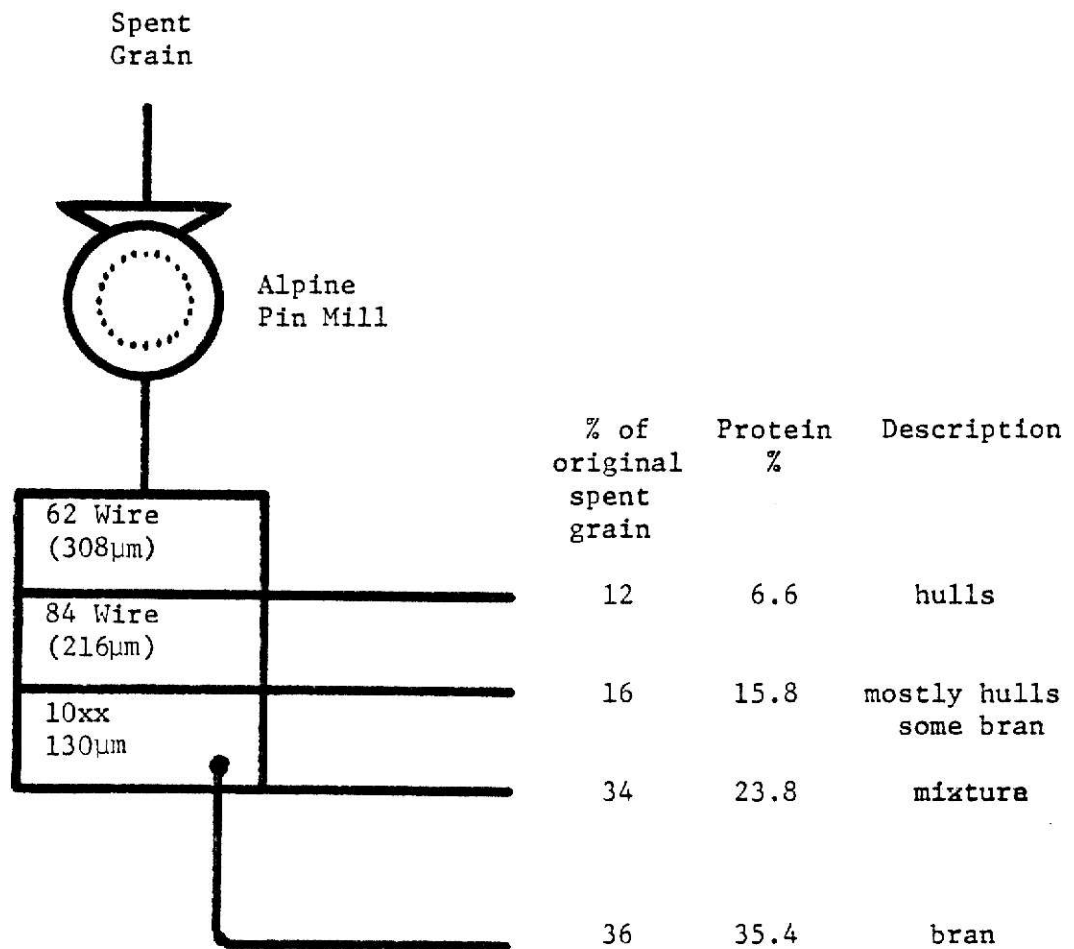 Spent
Grain
Alpine
Pin Mill
% of Protein Description
original %
spent
grain
62 Wire
(308µm)
12 6.6 hulls
84 Wire
(216µm)
16 15.8 mostly hulls
some bran
10xx
130µm
34 23.8 mixture
36 35.4 bran